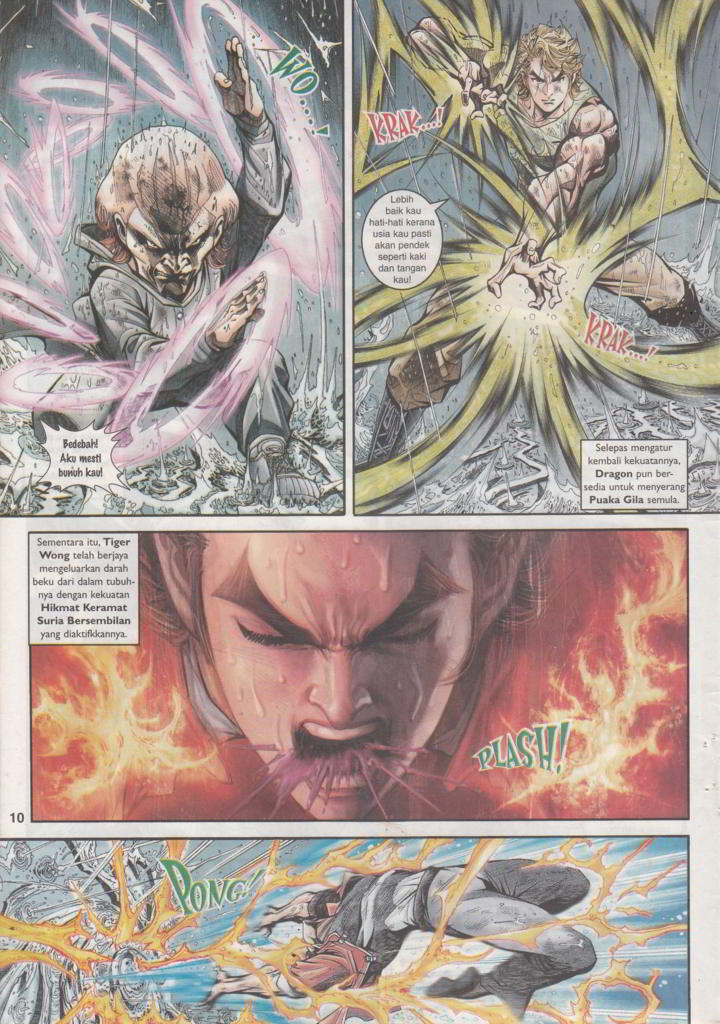 WO....!
Bedebah!
Aku mesti
bunuh kau!
KRAK...!
Lebih
baik kau
hati-hati kerana
usia kau pasti
akan pendek
seperti kaki
dan tangan
kau!
KRAK...!
Selepas mengatur
kembali kekuatannya,
Dragon pun ber-
sedia untuk menyerang
Puaka Gila semula.
Sementara itu, Tiger
Wong telah berjaya
mengeluarkan darah
beku dari dalam tubuh-
nya dengan kekuatan
Hikmat Keramat
Suria Bersembilan
yang diaktifkkannya.
PLASH!
10
PONG!!